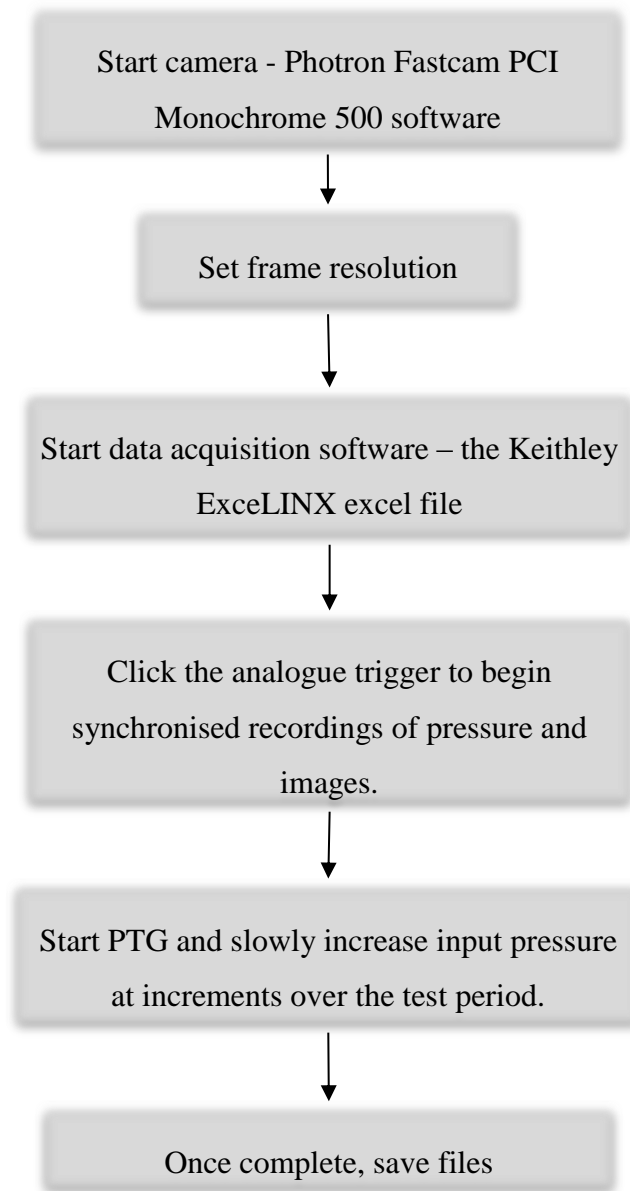 Start camera - Photron Fastcam PCI
Monochrome 500 software
Set frame resolution
Start data acquisition software – the Keithley
ExceLINX excel file
Click the analogue trigger to begin
synchronised recordings of pressure and
images.
Start PTG and slowly increase input pressure
at increments over the test period.
Once complete, save files